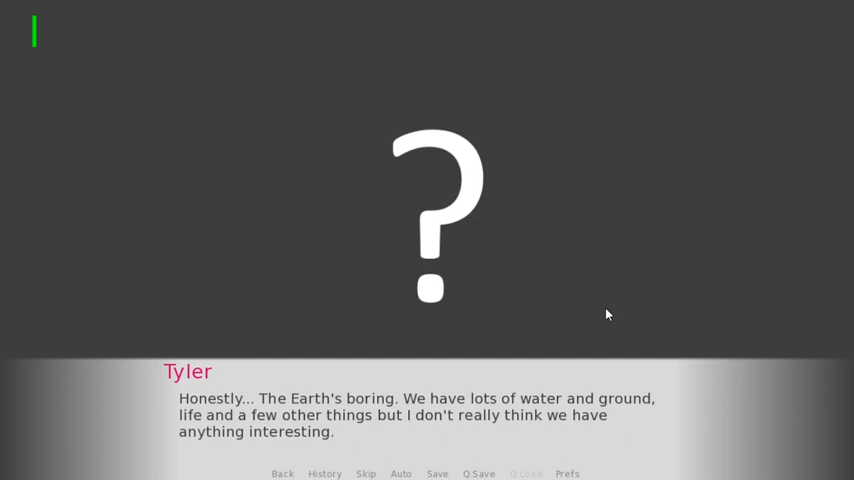 ?
Tyler
Honestly... The Earth's boring. We have lots of water and ground,
life and a few other things but I don't really think we have
anything interesting.
Back History Skip Auto Save Q.Save Q.Load Prefs